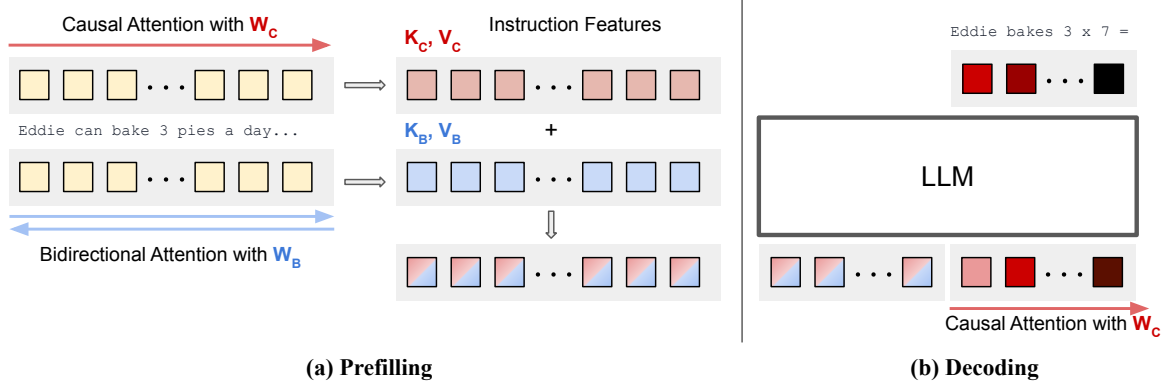 Causal Attention with W_C
Instruction Features
K_C, V_C
Eddie can bake 3 pies a day...
+
K_B, V_B
Bidirectional Attention with W_B
(a) Prefilling
Eddie bakes 3 x 7 =
LLM
Causal Attention with W_C
(b) Decoding